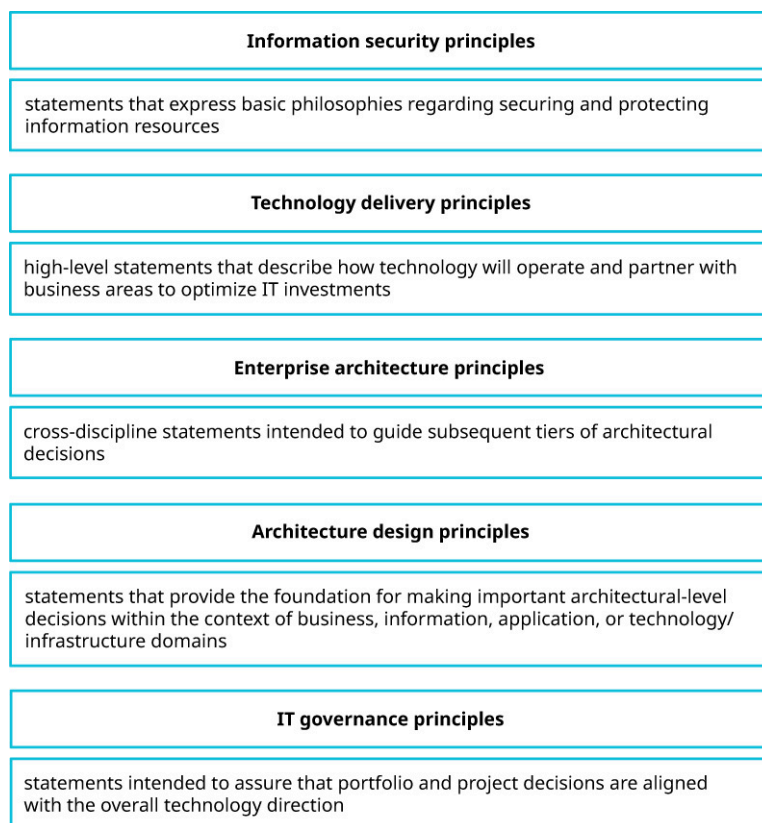 Information security principles
statements that express basic philosophies regarding securing and protecting
information resources
Technology delivery principles
high-level statements that describe how technology will operate and partner with
business areas to optimize IT investments
Enterprise architecture principles
cross-discipline statements intended to guide subsequent tiers of architectural
decisions
Architecture design principles
statements that provide the foundation for making important architectural-level
decisions within the context of business, information, application, or technology/
infrastructure domains
IT governance principles
statements intended to assure that portfolio and project decisions are aligned
with the overall technology direction